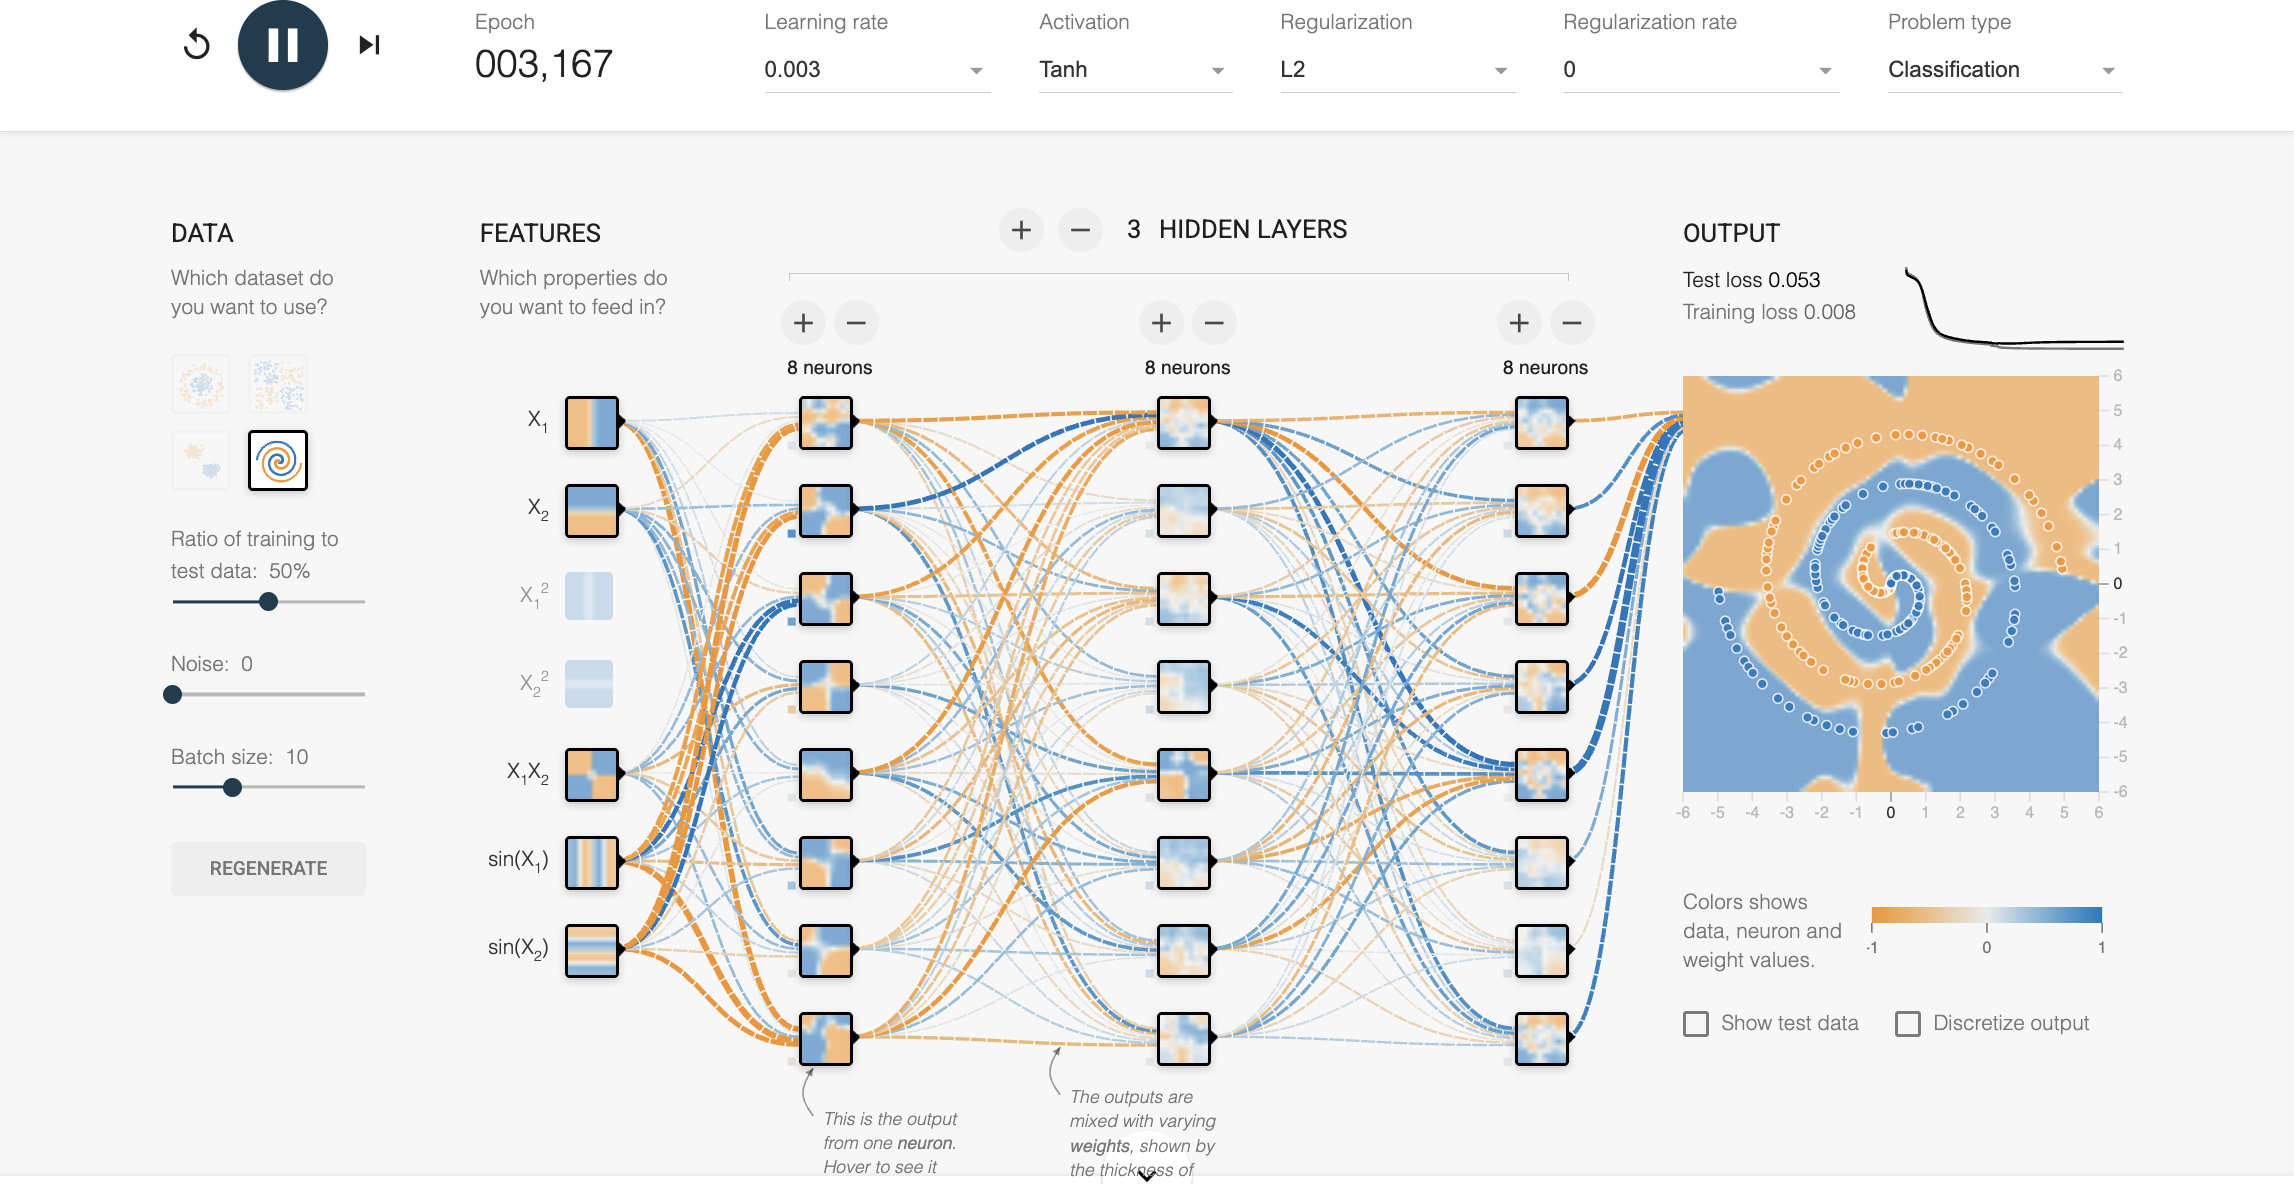 Epoch
003,167
Learning rate
0.003
Activation
Tanh
Regularization
L2
Regularization rate
0
Problem type
Classification
DATA
Which dataset do
you want to use?
Ratio of training to
test data: 50%
Noise: 0
Batch size: 10
REGENERATE
FEATURES
Which properties do
you want to feed in?
X1
X2
X1²
X2²
X1X2
sin(X1)
sin(X2)
3 HIDDEN LAYERS
8 neurons
8 neurons
8 neurons
This is the output
from one neuron.
Hover to see it
The outputs are
mixed with varying
weights, shown by
the thickness of
OUTPUT
Test loss 0.053
Training loss 0.008
6
5
4
3
2
1
0
-1
-2
-3
-4
-5
-6
-6 -5 -4 -3 -2 -1 0 1 2 3 4 5 6
Colors shows
data, neuron and
weight values.
-1 0 1
Show test data
Discretize output